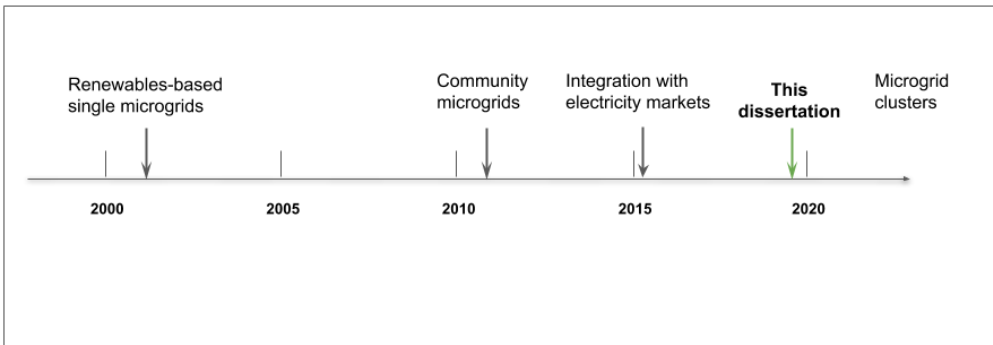 Renewables-based
single microgrids
Community
microgrids
Integration with
electricity markets
This
dissertation
Microgrid
clusters
2000
2005
2010
2015
2020